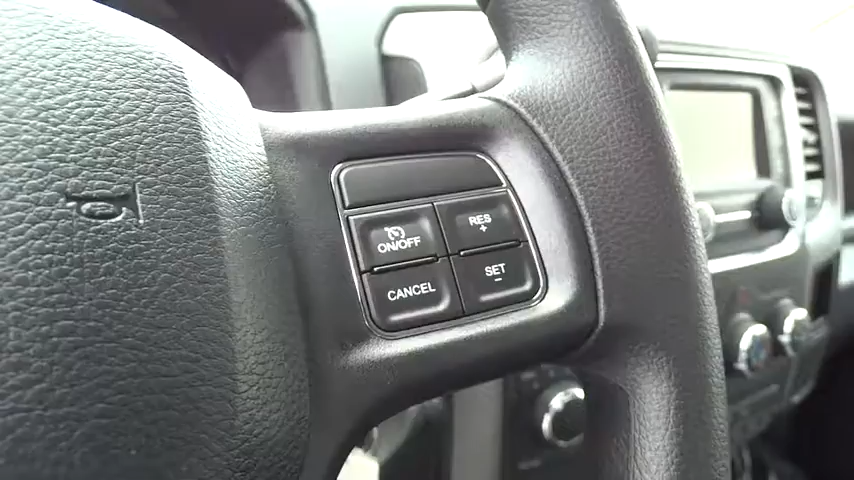 ON/OFF
RES
+
CANCEL
SET
-